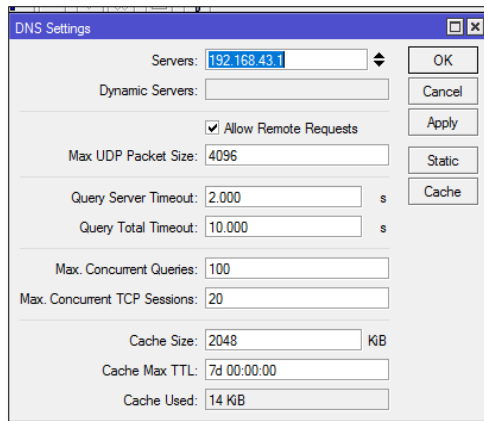 DNS Settings
Servers: 192.168.43.1 OK
Dynamic Servers: Cancel
Allow Remote Requests Apply
Max UDP Packet Size: 4096 Static
Query Server Timeout: 2.000 s Cache
Query Total Timeout: 10.000 s
Max. Concurrent Queries: 100
Max. Concurrent TCP Sessions: 20
Cache Size: 2048 KiB
Cache Max TTL: 7d 00:00:00
Cache Used: 14 KiB